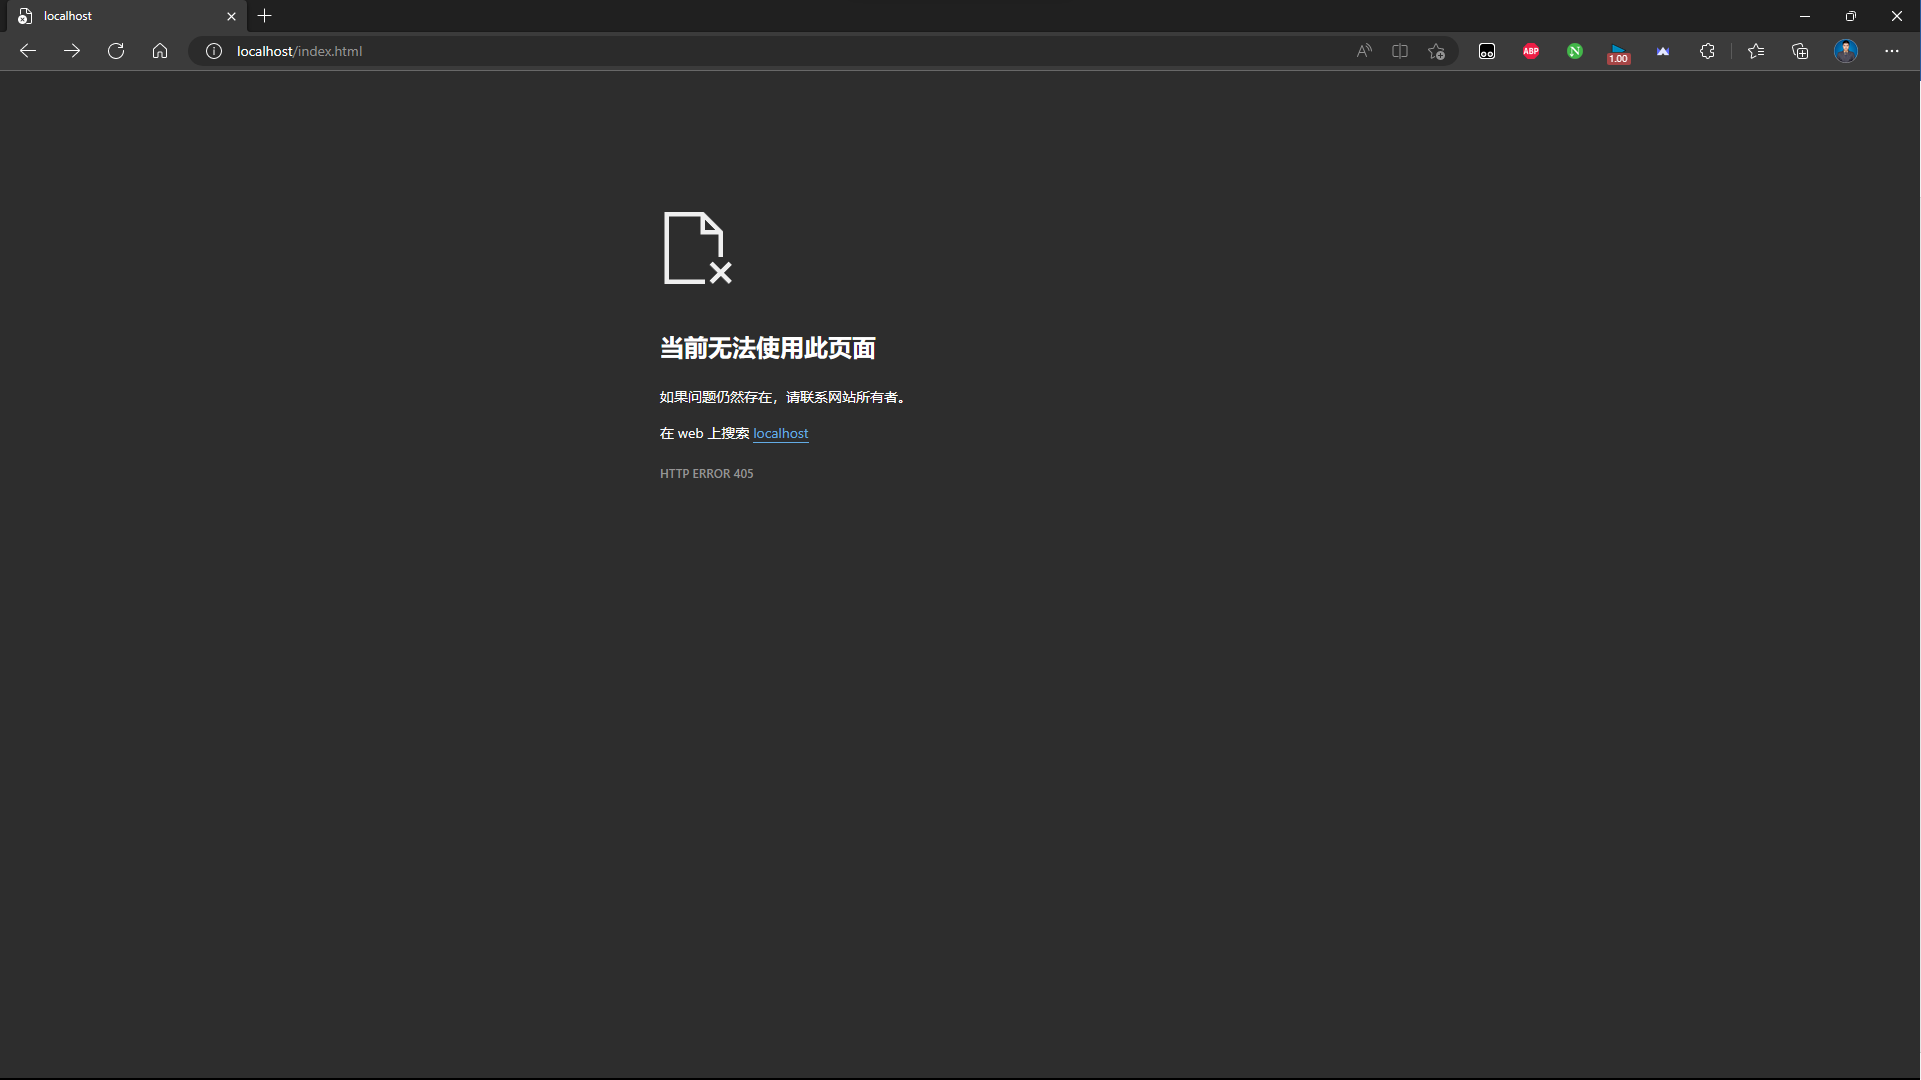 localhost
localhost/index.html
ABP
N
1.00
当前无法使用此页面
如果问题仍然存在，请联系网站所有者。
在 web 上搜索 localhost
HTTP ERROR 405